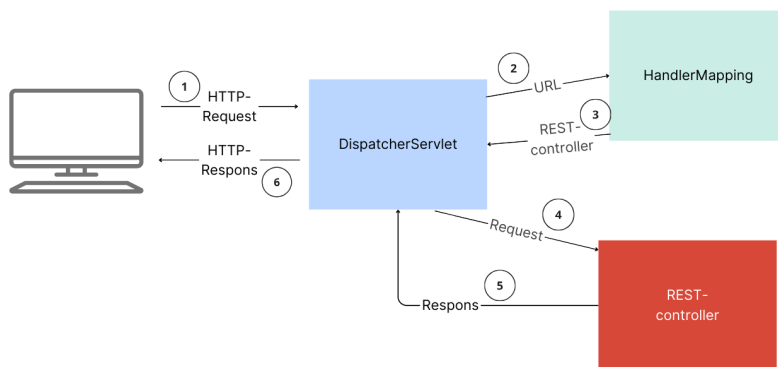 1
HTTP-
Request
HTTP-
Respons
6
DispatcherServlet
2
URL
HandlerMapping
3
REST-
controller
4
Request
5
Respons
REST-
controller